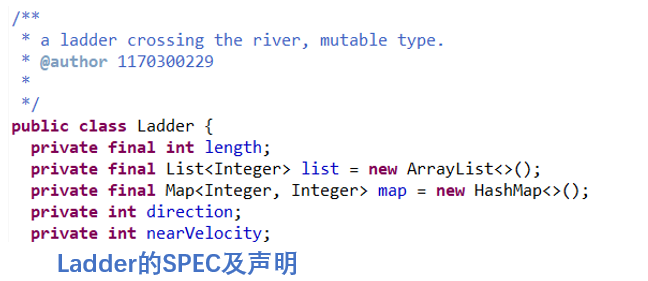 /**
 * a ladder crossing the river, mutable type.
 * @author 1170300229
 *
 */
public class Ladder {
  private final int length;
  private final List<Integer> list = new ArrayList<>();
  private final Map<Integer, Integer> map = new HashMap<>();
  private int direction;
  private int nearVelocity;
Ladder的SPEC及声明